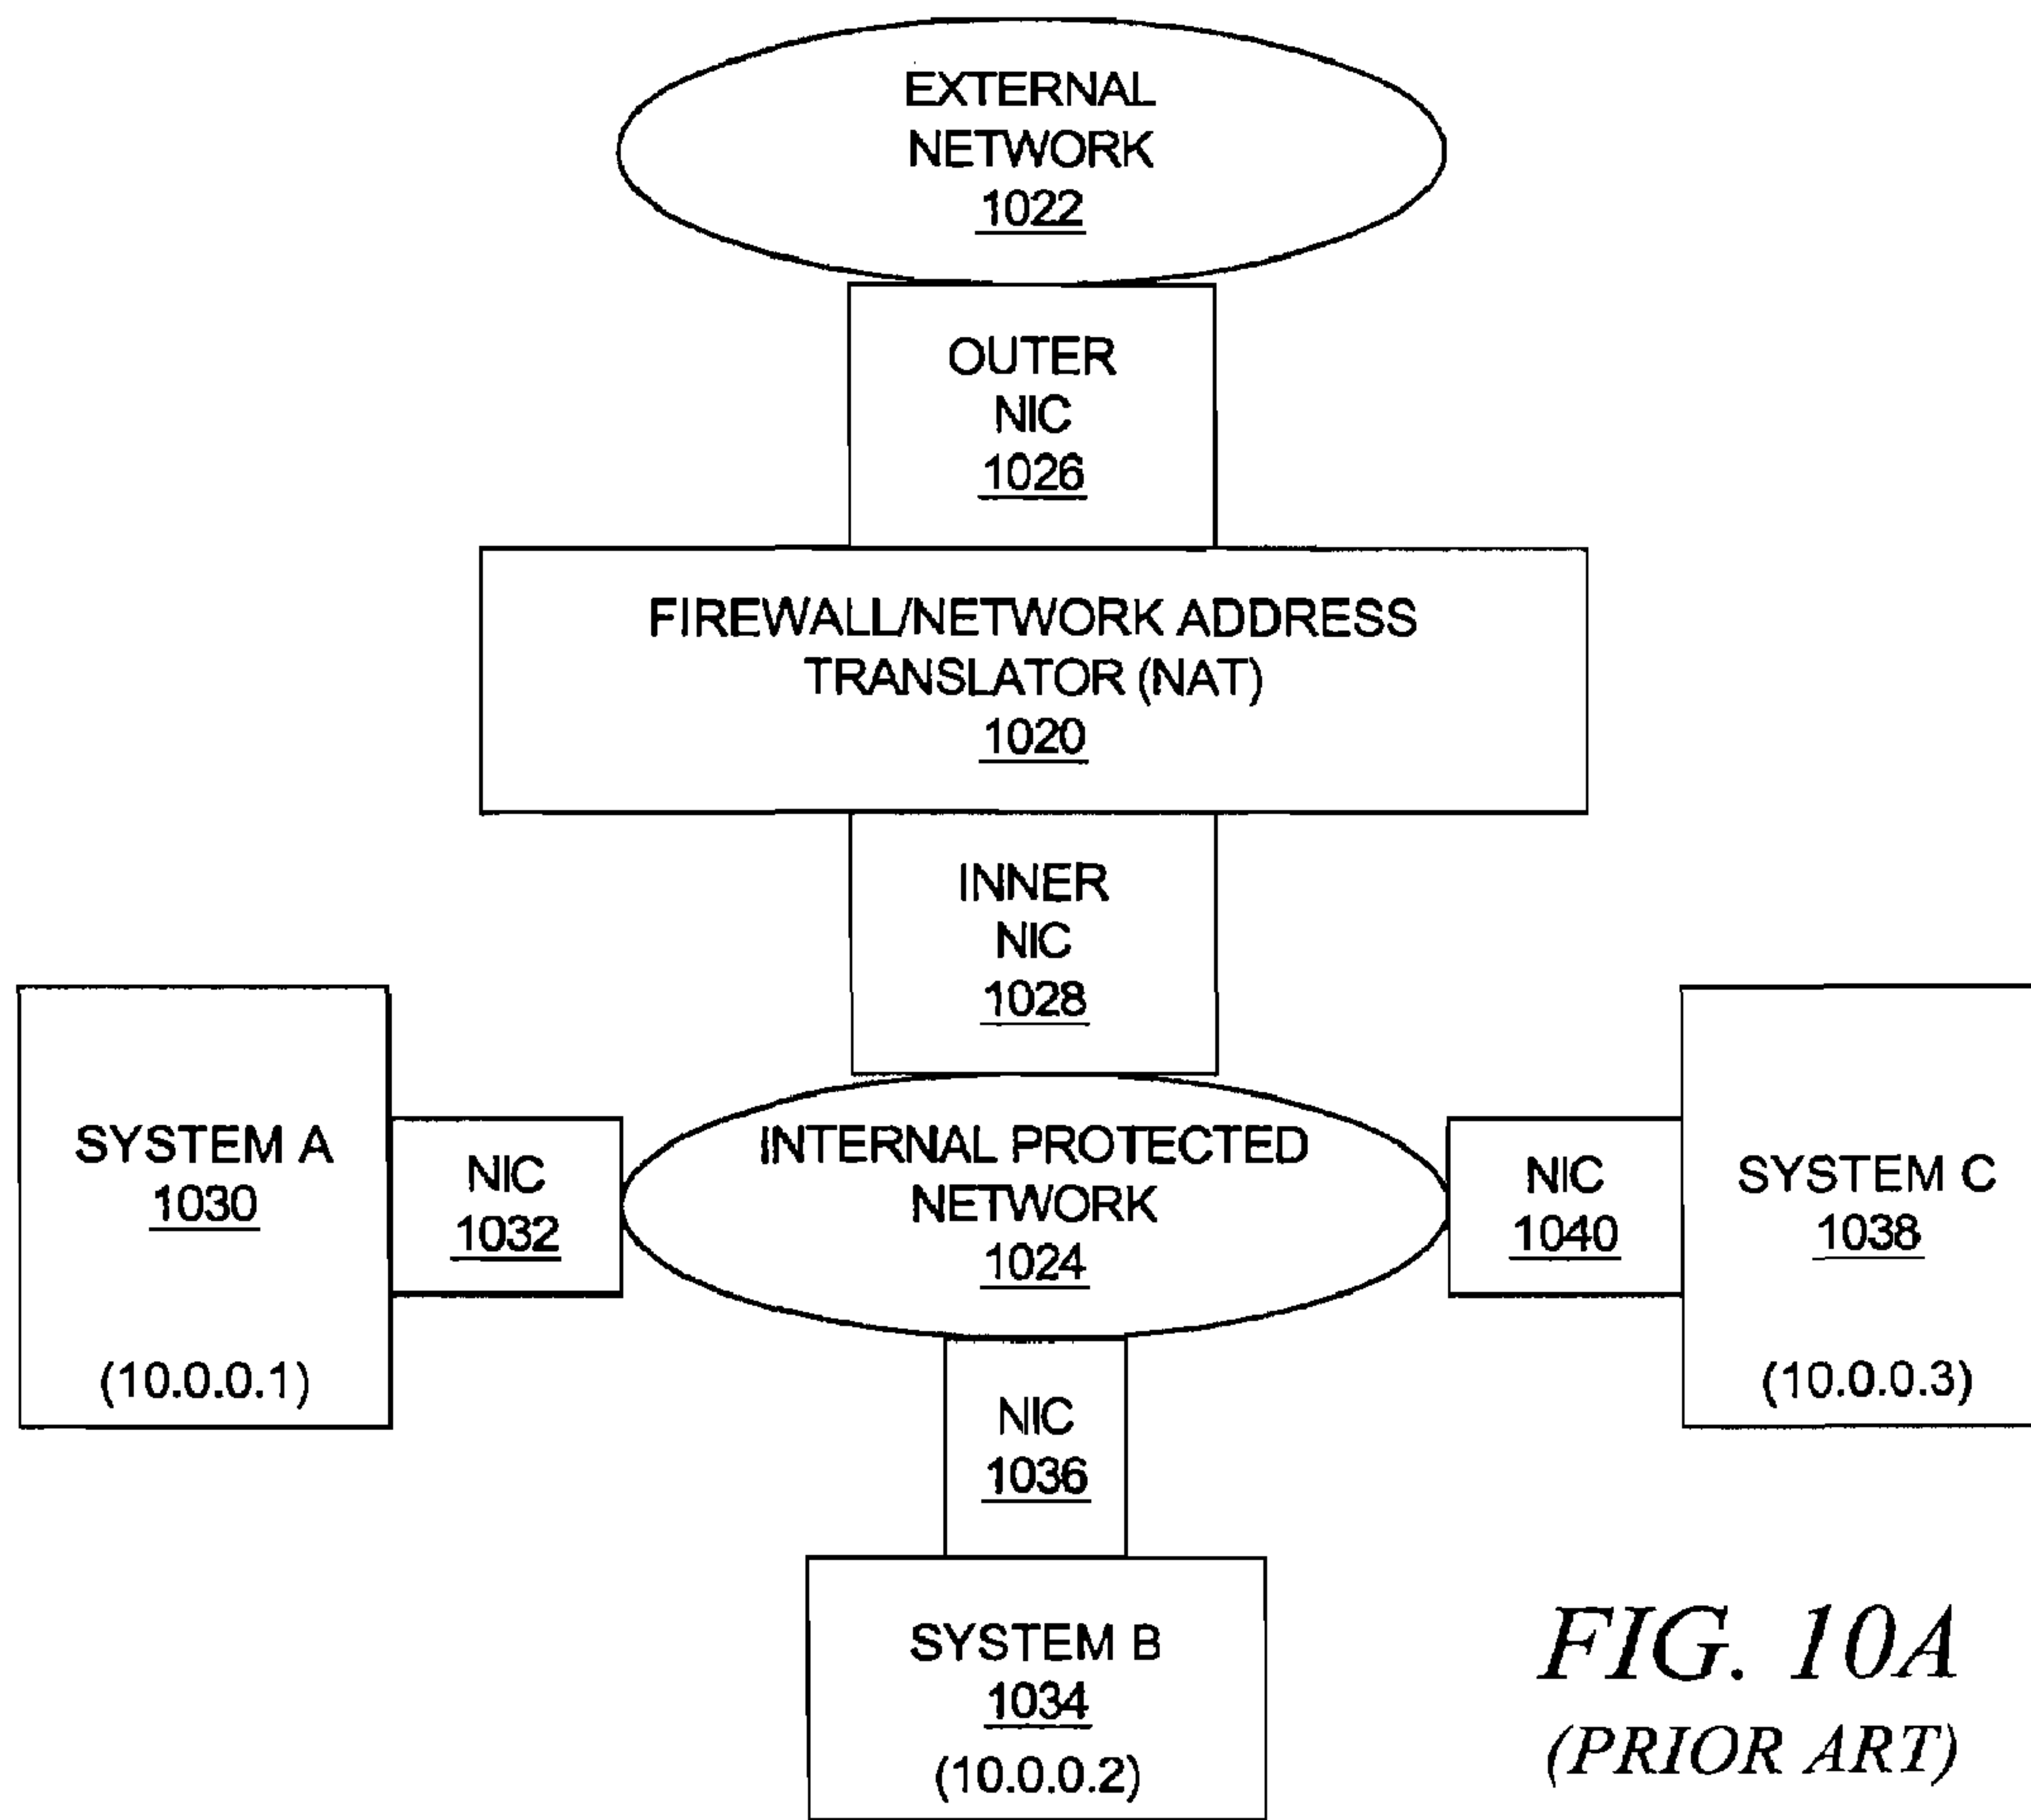 EXTERNAL
NETWORK
1022
OUTER
NIC
1026
FIREWALL/NETWORK ADDRESS
TRANSLATOR (NAT)
1020
INNER
NIC
1028
SYSTEM A
1030
(10.0.0.1)
NIC
1032
INTERNAL PROTECTED
NETWORK
1024
NIC
1040
SYSTEM C
1038
(10.0.0.3)
NIC
1036
SYSTEM B
1034
(10.0.0.2)
FIG. 10A
(PRIOR ART)